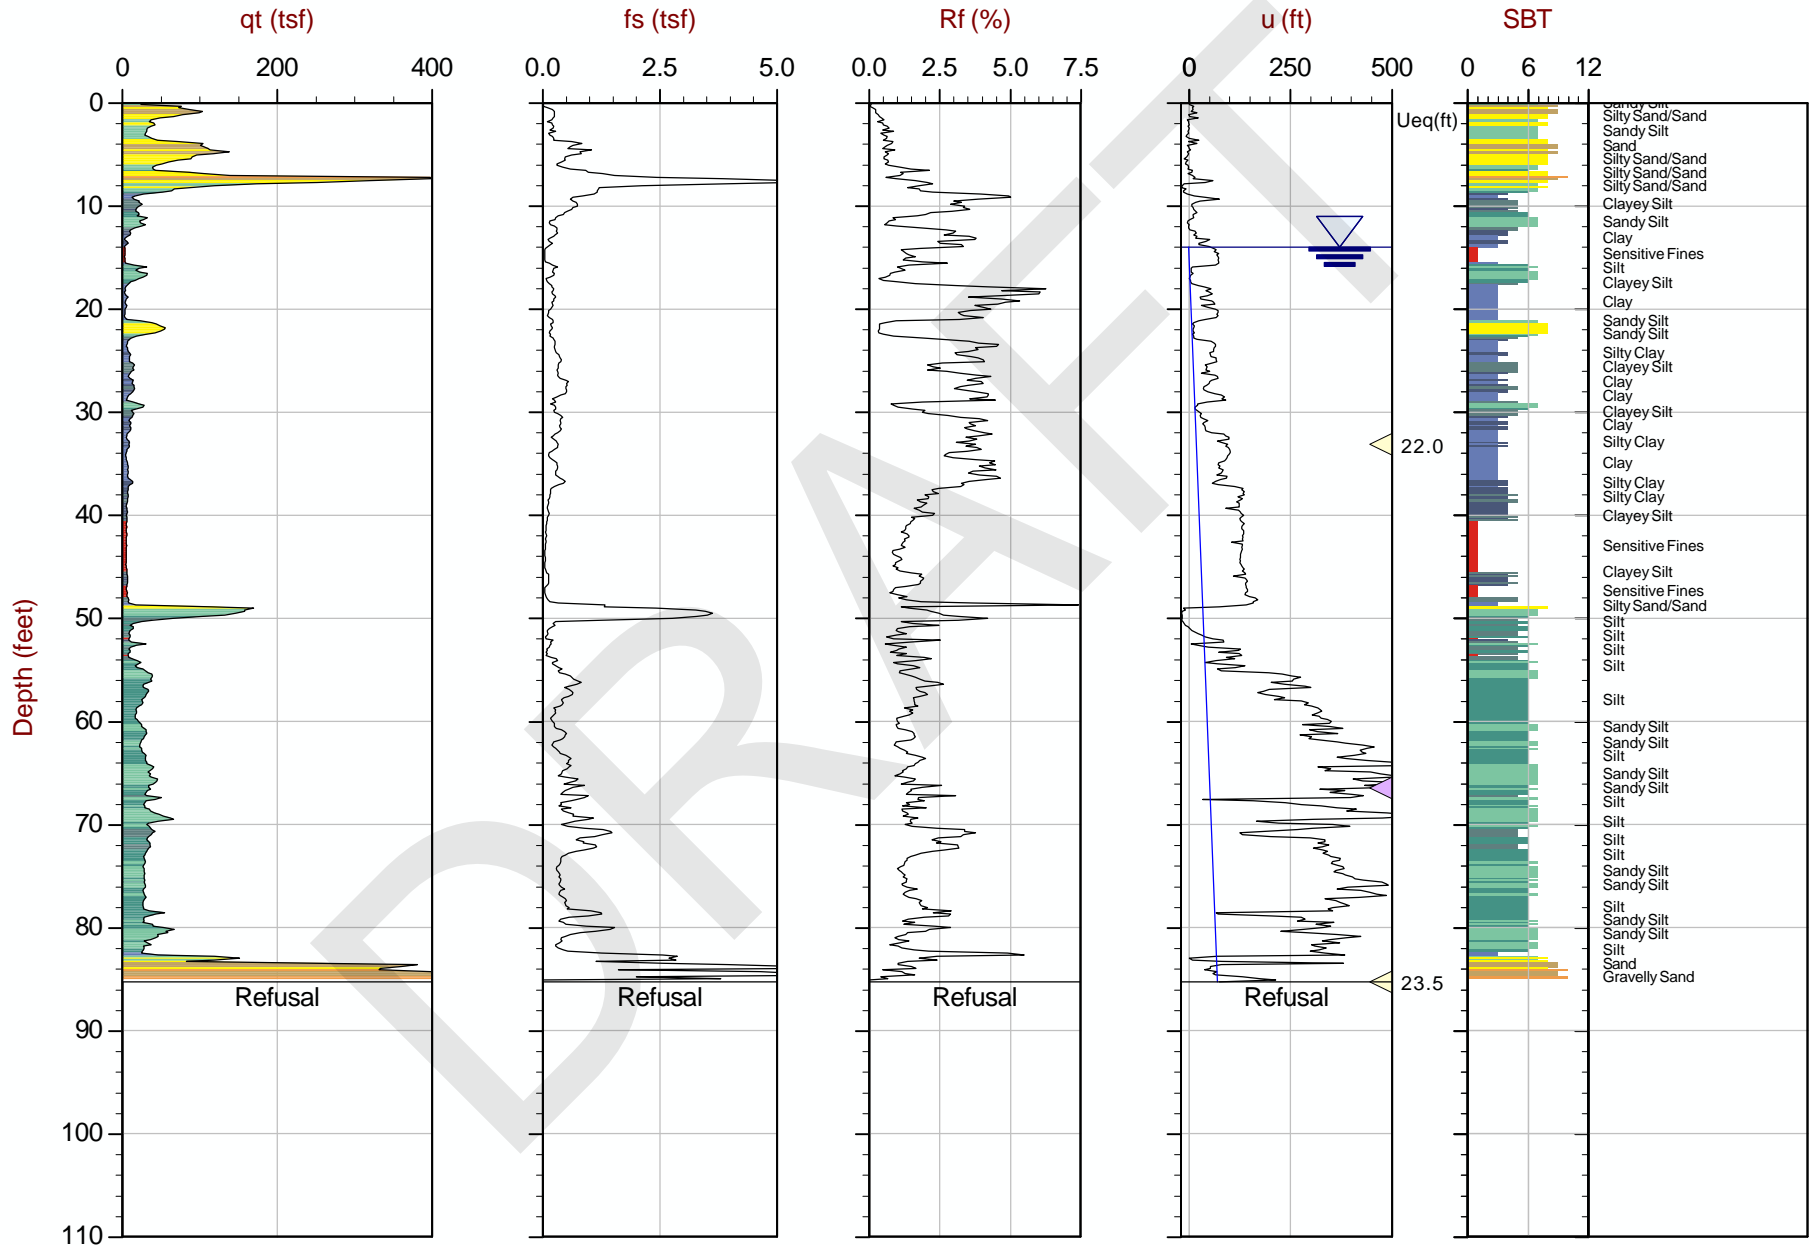 qt (tsf) fs (tsf) Rf (%) u (ft) SBT
0 200 400 0.0 2.5 5.0 0.0 2.5 5.0 7.5 0 250 500 0 6 12
Depth (feet)
0
10
20
30
40
50
60
70
80
90
100
110
Refusal
Refusal
Refusal
Refusal
Ueq(ft)
22.0
23.5
Sandy Silt
Silty Sand/Sand
Sandy Silt
Sand
Silty Sand/Sand
Silty Sand/Sand
Silty Sand/Sand
Clayey Silt
Sandy Silt
Clay
Sensitive Fines
Silt
Clayey Silt
Clay
Sandy Silt
Sandy Silt
Silty Clay
Clayey Silt
Clay
Clay
Clayey Silt
Clay
Silty Clay
Clay
Silty Clay
Silty Clay
Clayey Silt
Sensitive Fines
Clayey Silt
Sensitive Fines
Silty Sand/Sand
Silt
Silt
Silt
Silt
Silt
Sandy Silt
Sandy Silt
Silt
Sandy Silt
Sandy Silt
Silt
Silt
Silt
Silt
Sandy Silt
Sandy Silt
Silt
Sandy Silt
Sandy Silt
Silt
Sand
Gravelly Sand
DRAFT